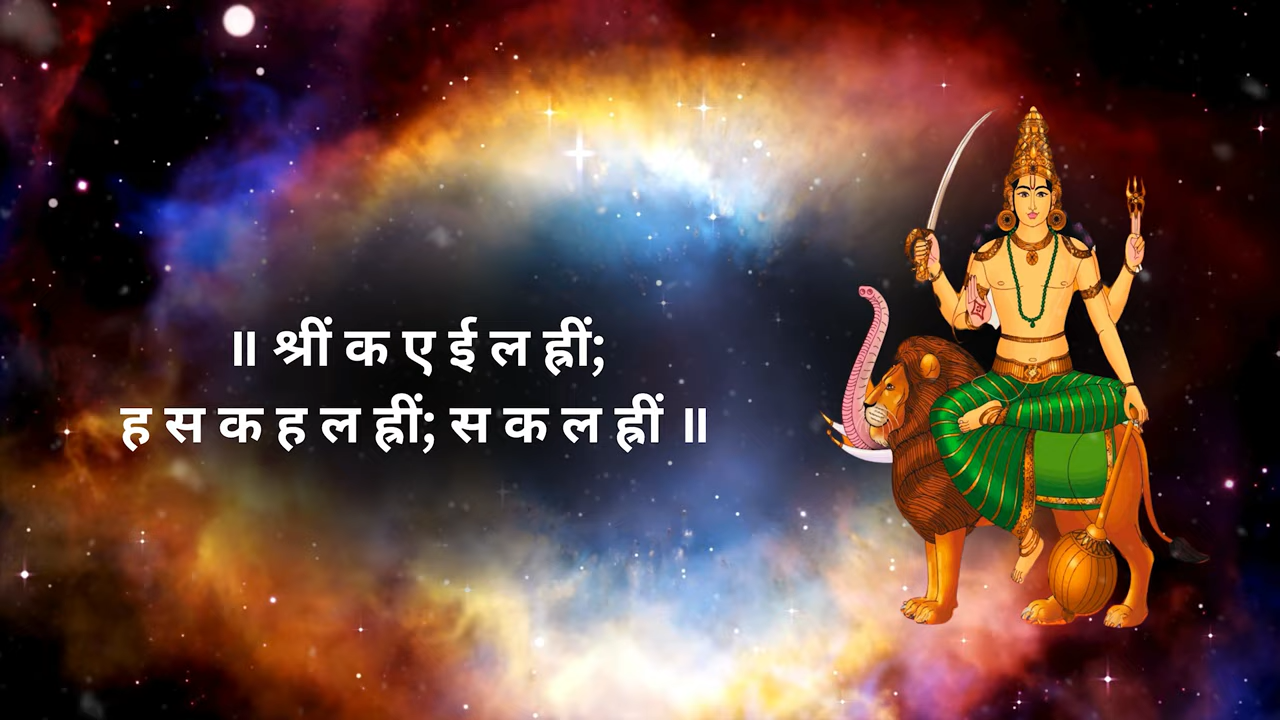 ॥ श्रीं क ए ई ल ह्रीं;
ह स क ह ल ह्रीं; स क ल ह्रीं ॥